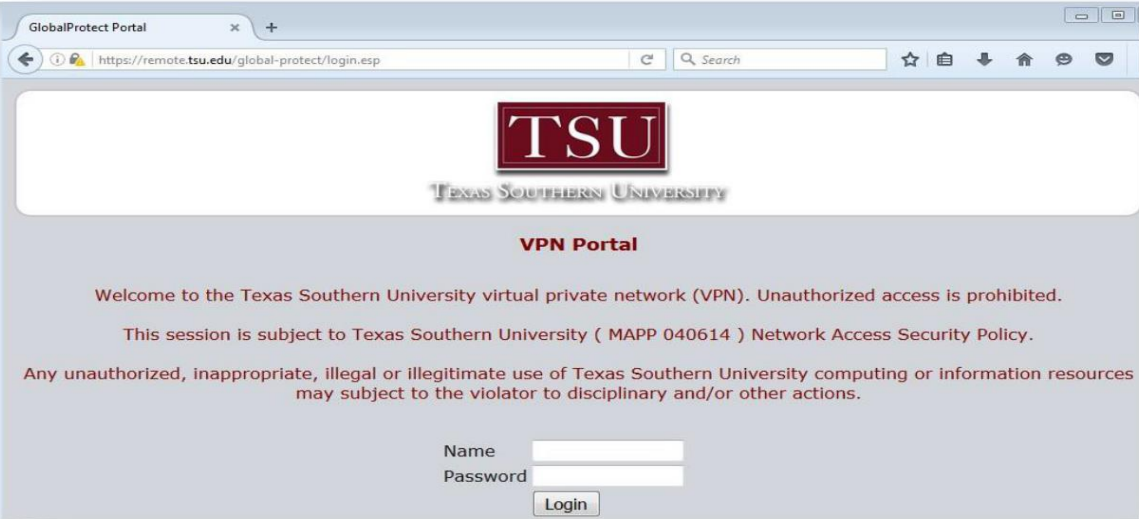 GlobalProtect Portal
https://remote.tsu.edu/global-protect/login.esp
Search
TSU
TEXAS SOUTHERN UNIVERSITY
VPN Portal
Welcome to the Texas Southern University virtual private network (VPN). Unauthorized access is prohibited.
This session is subject to Texas Southern University ( MAPP 040614 ) Network Access Security Policy.
Any unauthorized, inappropriate, illegal or illegitimate use of Texas Southern University computing or information resources
may subject to the violator to disciplinary and/or other actions.
Name
Password
Login